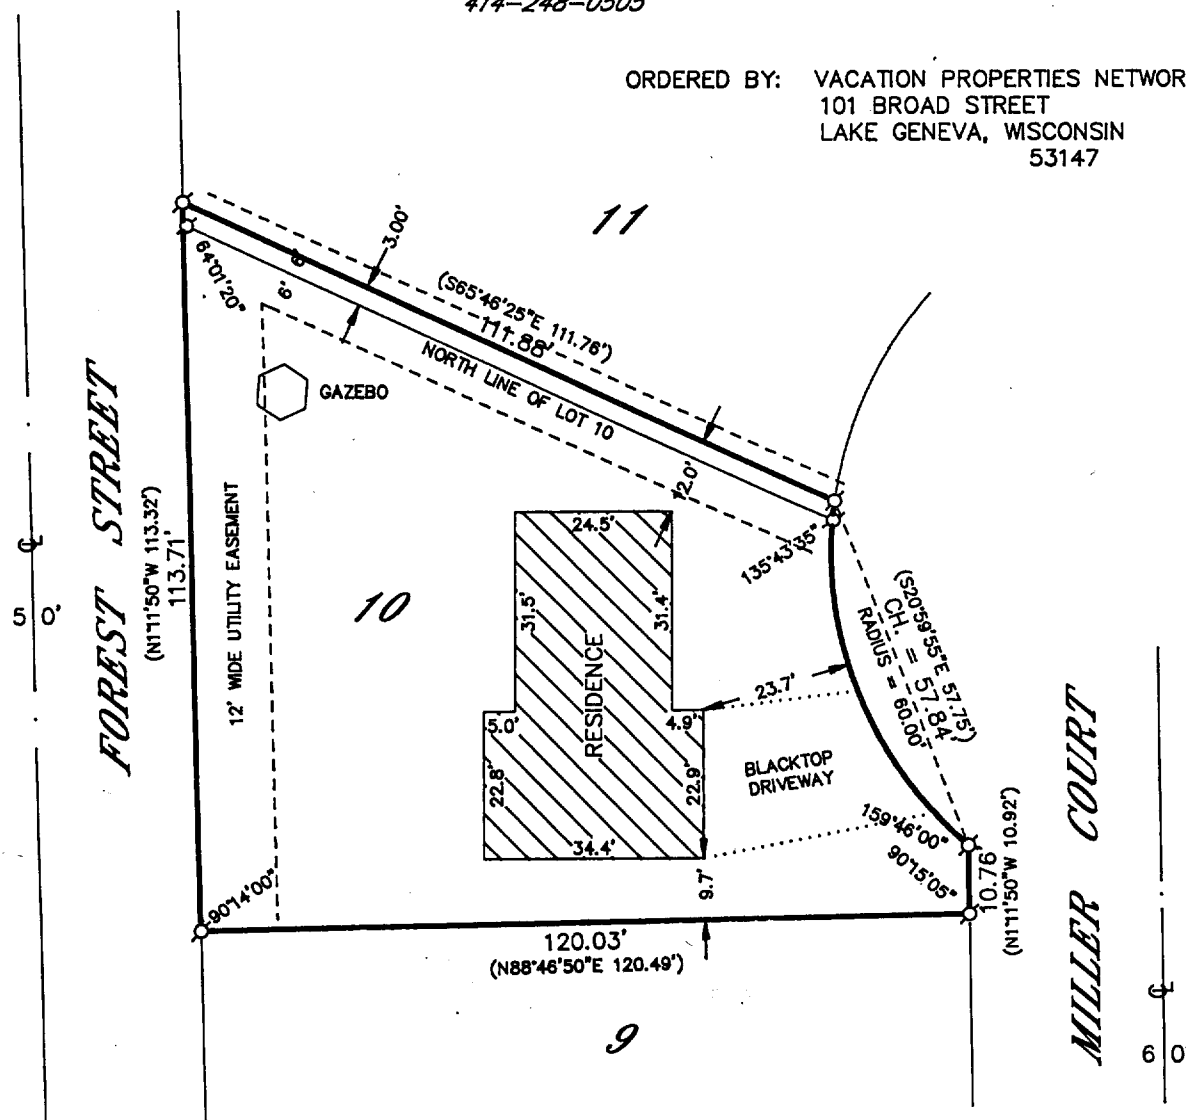 ORDERED BY: VACATION PROPERTIES NETWOR
101 BROAD STREET
LAKE GENEVA, WISCONSIN
53147
11
3.00'
6'
6'
64°01'20"
(S65°46'25"E 111.76')
111.88'
NORTH LINE OF LOT 10
GAZEBO
FOREST STREET
(N1°11'50"W 113.32')
113.71'
12' WIDE UTILITY EASEMENT
50'
10
12.0'
135°43'35"
24.5'
31.5'
31.4'
RESIDENCE
5.0'
4.9'
22.8'
22.9'
34.4'
23.7'
BLACKTOP
DRIVEWAY
(S20°59'55"E 57.75')
CH. = 57.84'
RADIUS = 60.00'
159°46'00"
90°15'05"
10.76
(N1°11'50"W 10.92')
MILLER COURT
60
9.7'
90°14'00"
120.03'
(N88°46'50"E 120.49')
9